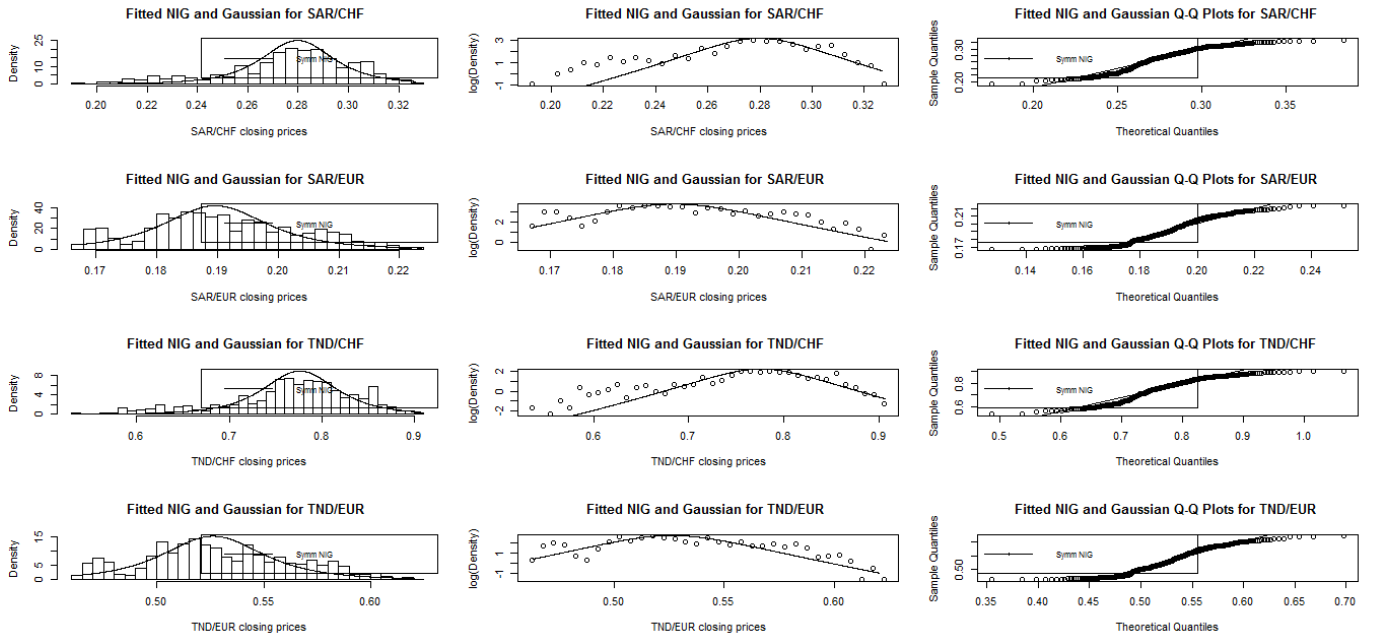 Fitted NIG and Gaussian for SAR/CHF
Density
0 10 25
Symm NIG
0.20 0.22 0.24 0.26 0.28 0.30 0.32
SAR/CHF closing prices
Fitted NIG and Gaussian for SAR/CHF
log(Density)
-1 1 3
0.20 0.22 0.24 0.26 0.28 0.30 0.32
SAR/CHF closing prices
Fitted NIG and Gaussian Q-Q Plots for SAR/CHF
Sample Quantiles
0.20 0.30
Symm NIG
0.20 0.25 0.30 0.35
Theoretical Quantiles
Fitted NIG and Gaussian for SAR/EUR
Density
0 20 40
Symm NIG
0.17 0.18 0.19 0.20 0.21 0.22
SAR/EUR closing prices
Fitted NIG and Gaussian for SAR/EUR
log(Density)
0 2
0.17 0.18 0.19 0.20 0.21 0.22
SAR/EUR closing prices
Fitted NIG and Gaussian Q-Q Plots for SAR/EUR
Sample Quantiles
0.17 0.21
Symm NIG
0.14 0.16 0.18 0.20 0.22 0.24
Theoretical Quantiles
Fitted NIG and Gaussian for TND/CHF
Density
0 4 8
Symm NIG
0.6 0.7 0.8 0.9
TND/CHF closing prices
Fitted NIG and Gaussian for TND/CHF
log(Density)
-2 0 2
0.6 0.7 0.8 0.9
TND/CHF closing prices
Fitted NIG and Gaussian Q-Q Plots for TND/CHF
Sample Quantiles
0.6 0.8
Symm NIG
0.5 0.6 0.7 0.8 0.9 1.0
Theoretical Quantiles
Fitted NIG and Gaussian for TND/EUR
Density
0 5 15
Symm NIG
0.50 0.55 0.60
TND/EUR closing prices
Fitted NIG and Gaussian for TND/EUR
log(Density)
-1 1
0.50 0.55 0.60
TND/EUR closing prices
Fitted NIG and Gaussian Q-Q Plots for TND/EUR
Sample Quantiles
0.50
Symm NIG
0.35 0.40 0.45 0.50 0.55 0.60 0.65 0.70
Theoretical Quantiles